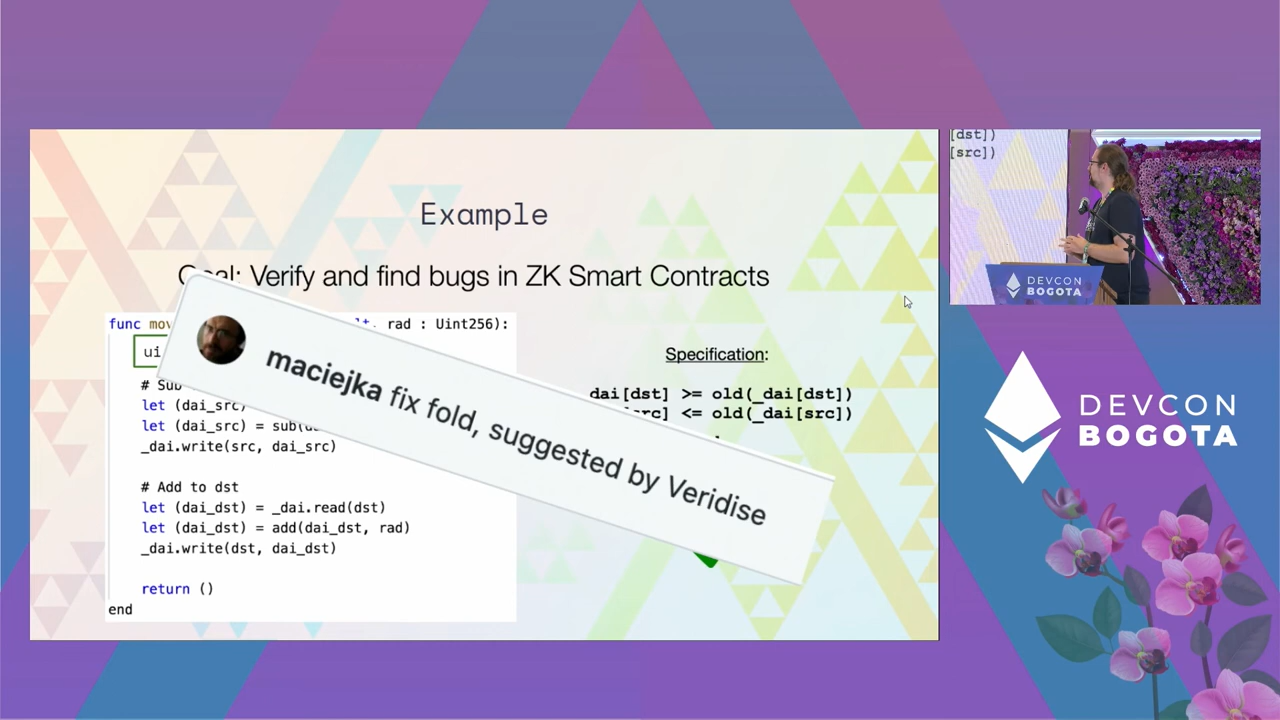 Example
Goal: Verify and find bugs in ZK Smart Contracts
func mov lt, rad : Uint256):
ui
# Sub
let (dai_src)
let (dai_src) = sub(
_dai.write(src, dai_src)
# Add to dst
let (dai_dst) = _dai.read(dst)
let (dai_dst) = add(dai_dst, rad)
_dai.write(dst, dai_dst)
return ()
end
maciejka fix fold, suggested by Veridise
Specification:
dai[dst] >= old(_dai[dst])
src] <= old(_dai[src])
[dst])
[src])
DEVCON
BOGOTA
DEVCON
BOGOTA